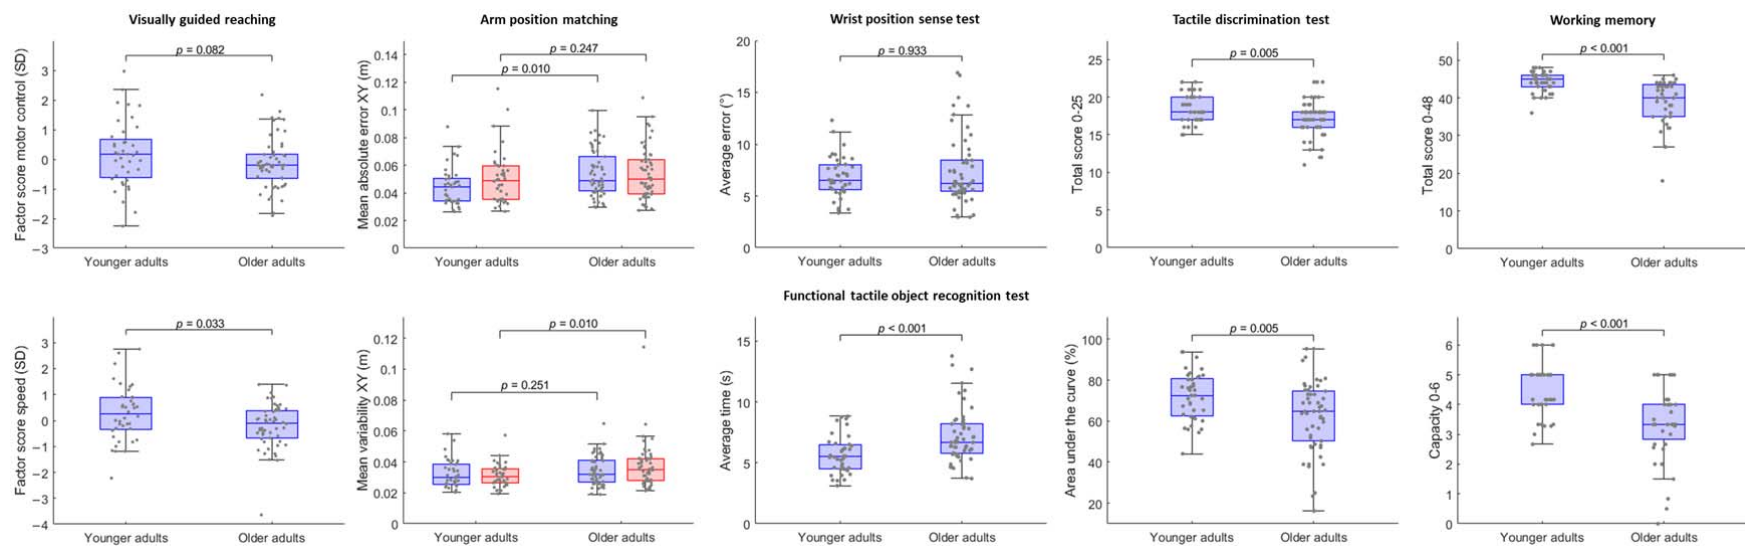 Visually guided reaching
Arm position matching
Wrist position sense test
Tactile discrimination test
Working memory
Factor score motor control (SD)
3
2
1
0
−1
−2
−3
p = 0.082
Younger adults
Older adults
Mean absolute error XY (m)
0.14
0.12
0.1
0.08
0.06
0.04
0.02
0
p = 0.247
p = 0.010
Younger adults
Older adults
Average error (°)
20
15
10
5
0
p = 0.933
Younger adults
Older adults
Total score 0-25
25
20
15
10
5
0
p = 0.005
Younger adults
Older adults
Total score 0-48
50
40
30
20
10
0
p < 0.001
Younger adults
Older adults
Functional tactile object recognition test
Factor score speed (SD)
3
2
1
0
−1
−2
−3
−4
p = 0.033
Younger adults
Older adults
Mean variability XY (m)
0.12
0.1
0.08
0.06
0.04
0.02
0
p = 0.010
p = 0.251
Younger adults
Older adults
Average time (s)
15
10
5
0
p < 0.001
Younger adults
Older adults
Area under the curve (%)
100
80
60
40
20
p = 0.005
Younger adults
Older adults
Capacity 0-6
6
5
4
3
2
1
0
p < 0.001
Younger adults
Older adults